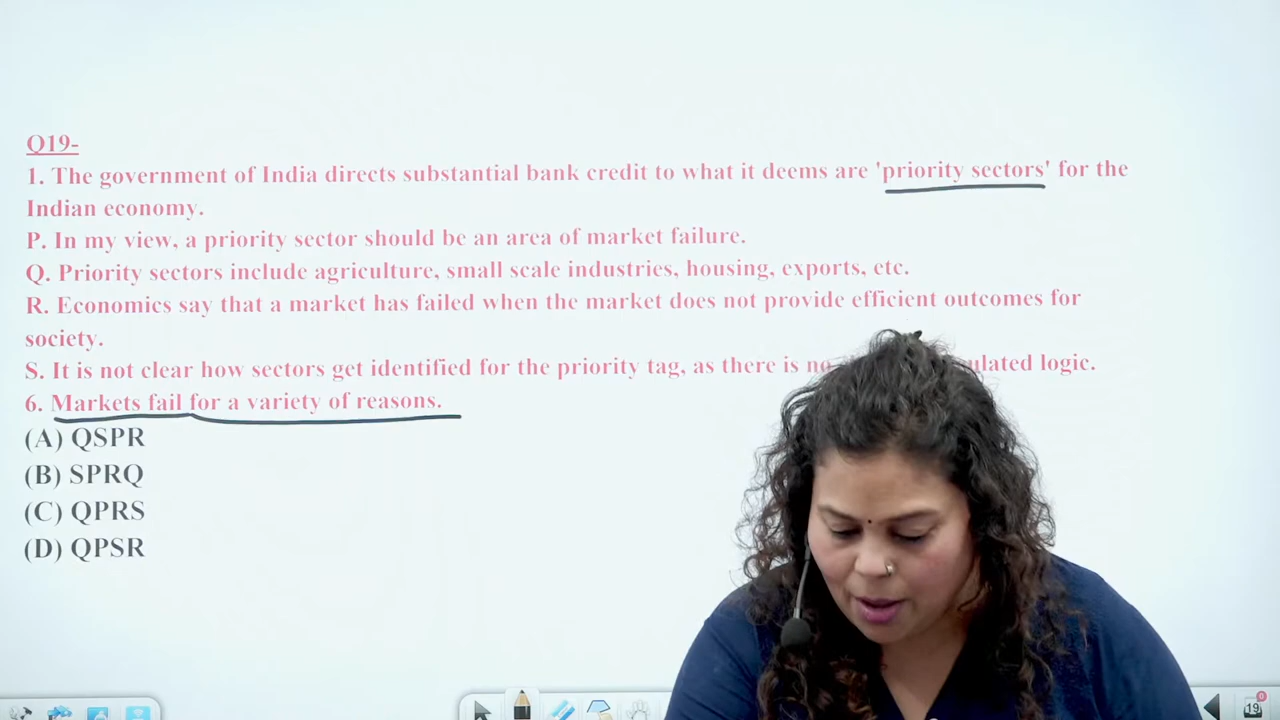 Q19-
1. The government of India directs substantial bank credit to what it deems are 'priority sectors' for the
Indian economy.
P. In my view, a priority sector should be an area of market failure.
Q. Priority sectors include agriculture, small scale industries, housing, exports, etc.
R. Economics say that a market has failed when the market does not provide efficient outcomes for
society.
S. It is not clear how sectors get identified for the priority tag, as there is no logic.
6. Markets fail for a variety of reasons.
(A) QSPR
(B) SPRQ
(C) QPRS
(D) QPSR
19